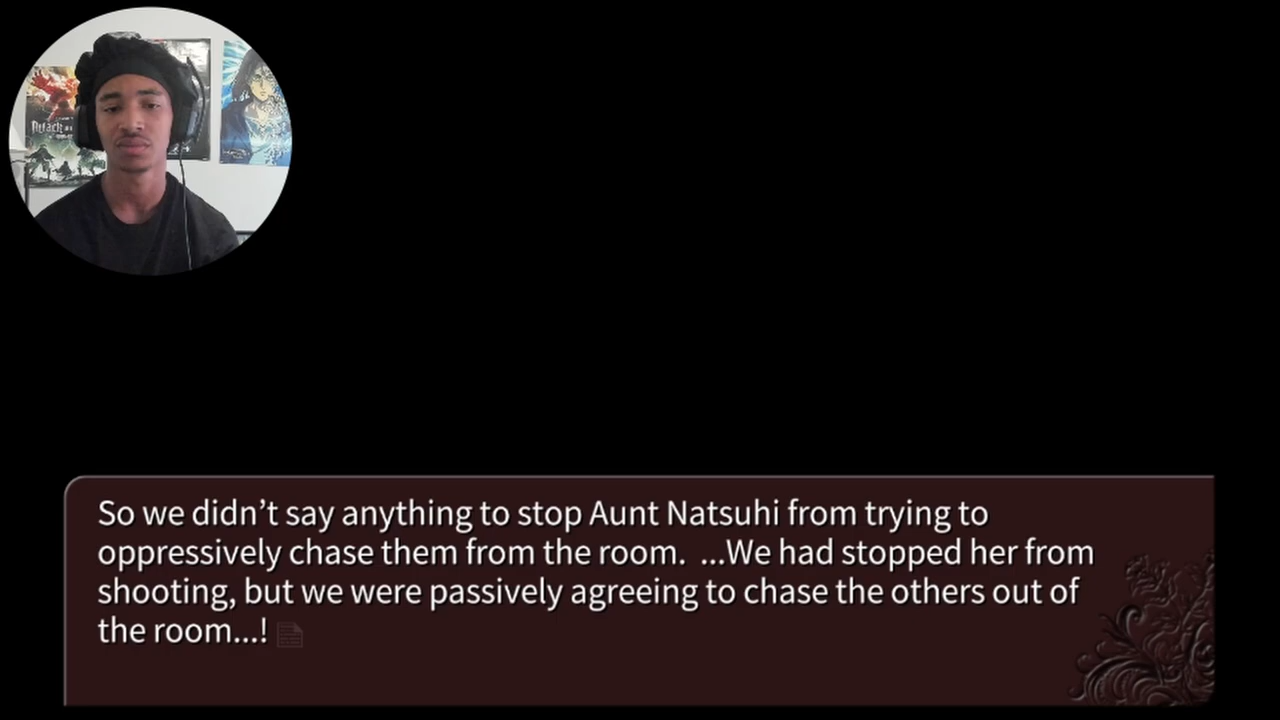 Attack
So we didn't say anything to stop Aunt Natsuhi from trying to
oppressively chase them from the room.  ...We had stopped her from
shooting, but we were passively agreeing to chase the others out of
the room...!